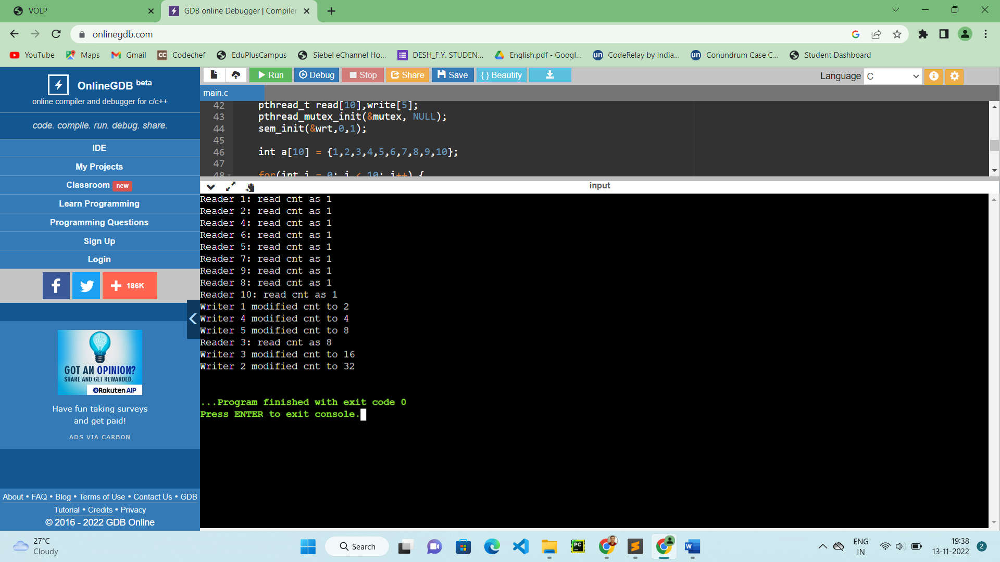 VOLP
GDB online Debugger | Compiler
onlinegdb.com
YouTube Maps Gmail Codechef EduPlusCampus Siebel eChannel Ho... DESH_F.Y. STUDEN... English.pdf - Googl... CodeRelay by India... Conundrum Case C... Student Dashboard
OnlineGDB beta
online compiler and debugger for c/c++
code. compile. run. debug. share.
IDE
My Projects
Classroom new
Learn Programming
Programming Questions
Sign Up
Login
186K
GOT AN OPINION?
SHARE AND GET REWARDED.
Rakuten AIP
Have fun taking surveys
and get paid!
ADS VIA CARBON
About • FAQ • Blog • Terms of Use • Contact Us • GDB
Tutorial • Credits • Privacy
© 2016 - 2022 GDB Online
Run Debug Stop Share Save { } Beautify
Language C
main.c
42 pthread_t read[10],write[5];
43 pthread_mutex_init(&mutex, NULL);
44 sem_init(&wrt,0,1);
45
46 int a[10] = {1,2,3,4,5,6,7,8,9,10};
47
48 for(int i = 0; i < 10; i++) {
input
Reader 1: read cnt as 1
Reader 2: read cnt as 1
Reader 4: read cnt as 1
Reader 6: read cnt as 1
Reader 5: read cnt as 1
Reader 7: read cnt as 1
Reader 9: read cnt as 1
Reader 8: read cnt as 1
Reader 10: read cnt as 1
Writer 1 modified cnt to 2
Writer 4 modified cnt to 4
Writer 5 modified cnt to 8
Reader 3: read cnt as 8
Writer 3 modified cnt to 16
Writer 2 modified cnt to 32
...Program finished with exit code 0
Press ENTER to exit console.
27°C
Cloudy
Search
ENG
IN
19:38
13-11-2022
2